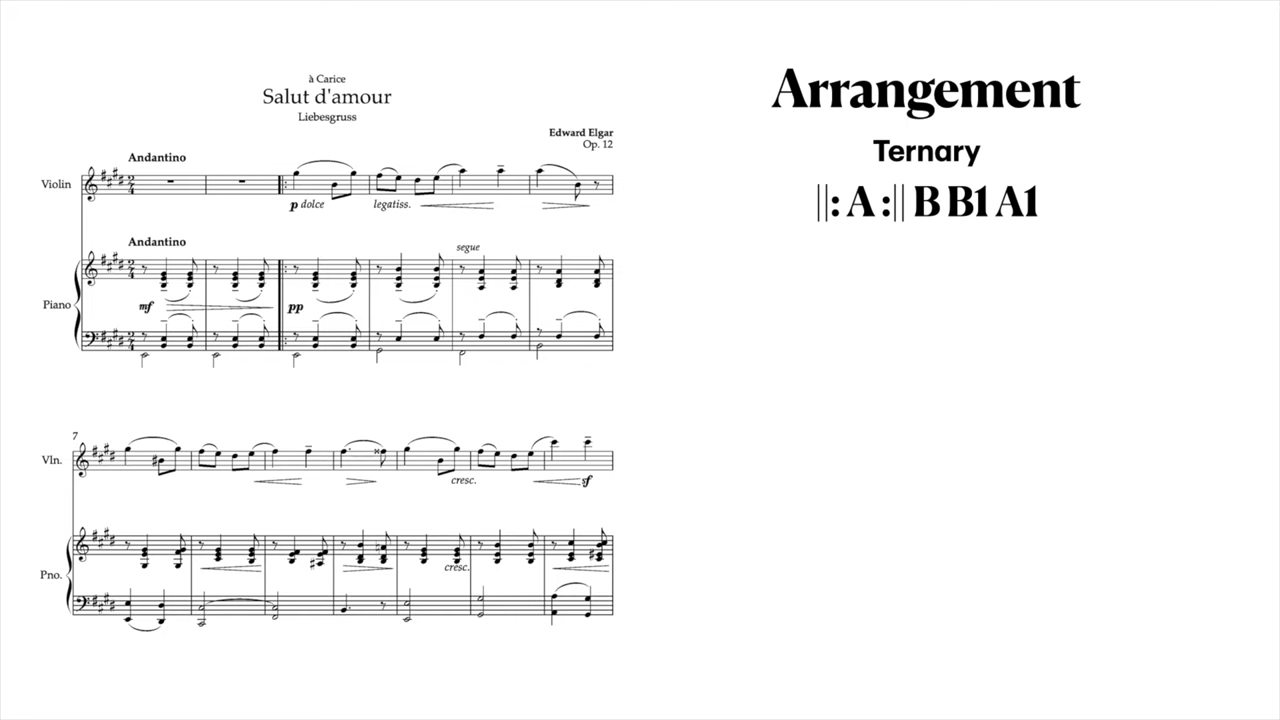 à Carice
Salut d'amour
Liebesgruss
Edward Elgar
Op. 12
Andantino
Violin
p dolce legatiss.
Andantino
segue
Piano
mf pp
7
Vln.
cresc. sf
Pno.
cresc.
Arrangement
Ternary
||: A :|| B B1 A1